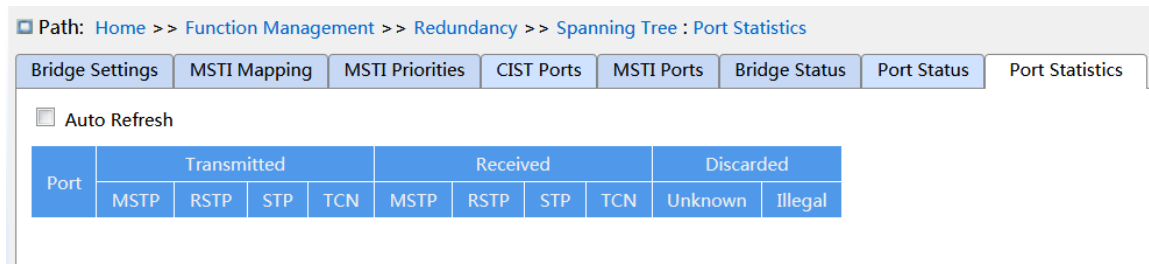 Path: Home >> Function Management >> Redundancy >> Spanning Tree : Port Statistics
Bridge Settings MSTI Mapping MSTI Priorities CIST Ports MSTI Ports Bridge Status Port Status Port Statistics
Auto Refresh
Port Transmitted Received Discarded
MSTP RSTP STP TCN MSTP RSTP STP TCN Unknown Illegal